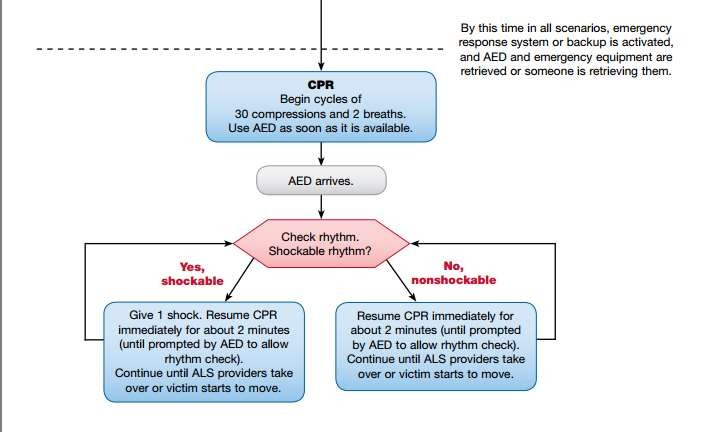 By this time in all scenarios, emergency
response system or backup is activated,
and AED and emergency equipment are
retrieved or someone is retrieving them.
CPR
Begin cycles of
30 compressions and 2 breaths.
Use AED as soon as it is available.
AED arrives.
Check rhythm.
Shockable rhythm?
Yes,
shockable
No,
nonshockable
Give 1 shock. Resume CPR
immediately for about 2 minutes
(until prompted by AED to allow
rhythm check).
Continue until ALS providers take
over or victim starts to move.
Resume CPR immediately for
about 2 minutes (until prompted
by AED to allow rhythm check).
Continue until ALS providers take
over or victim starts to move.